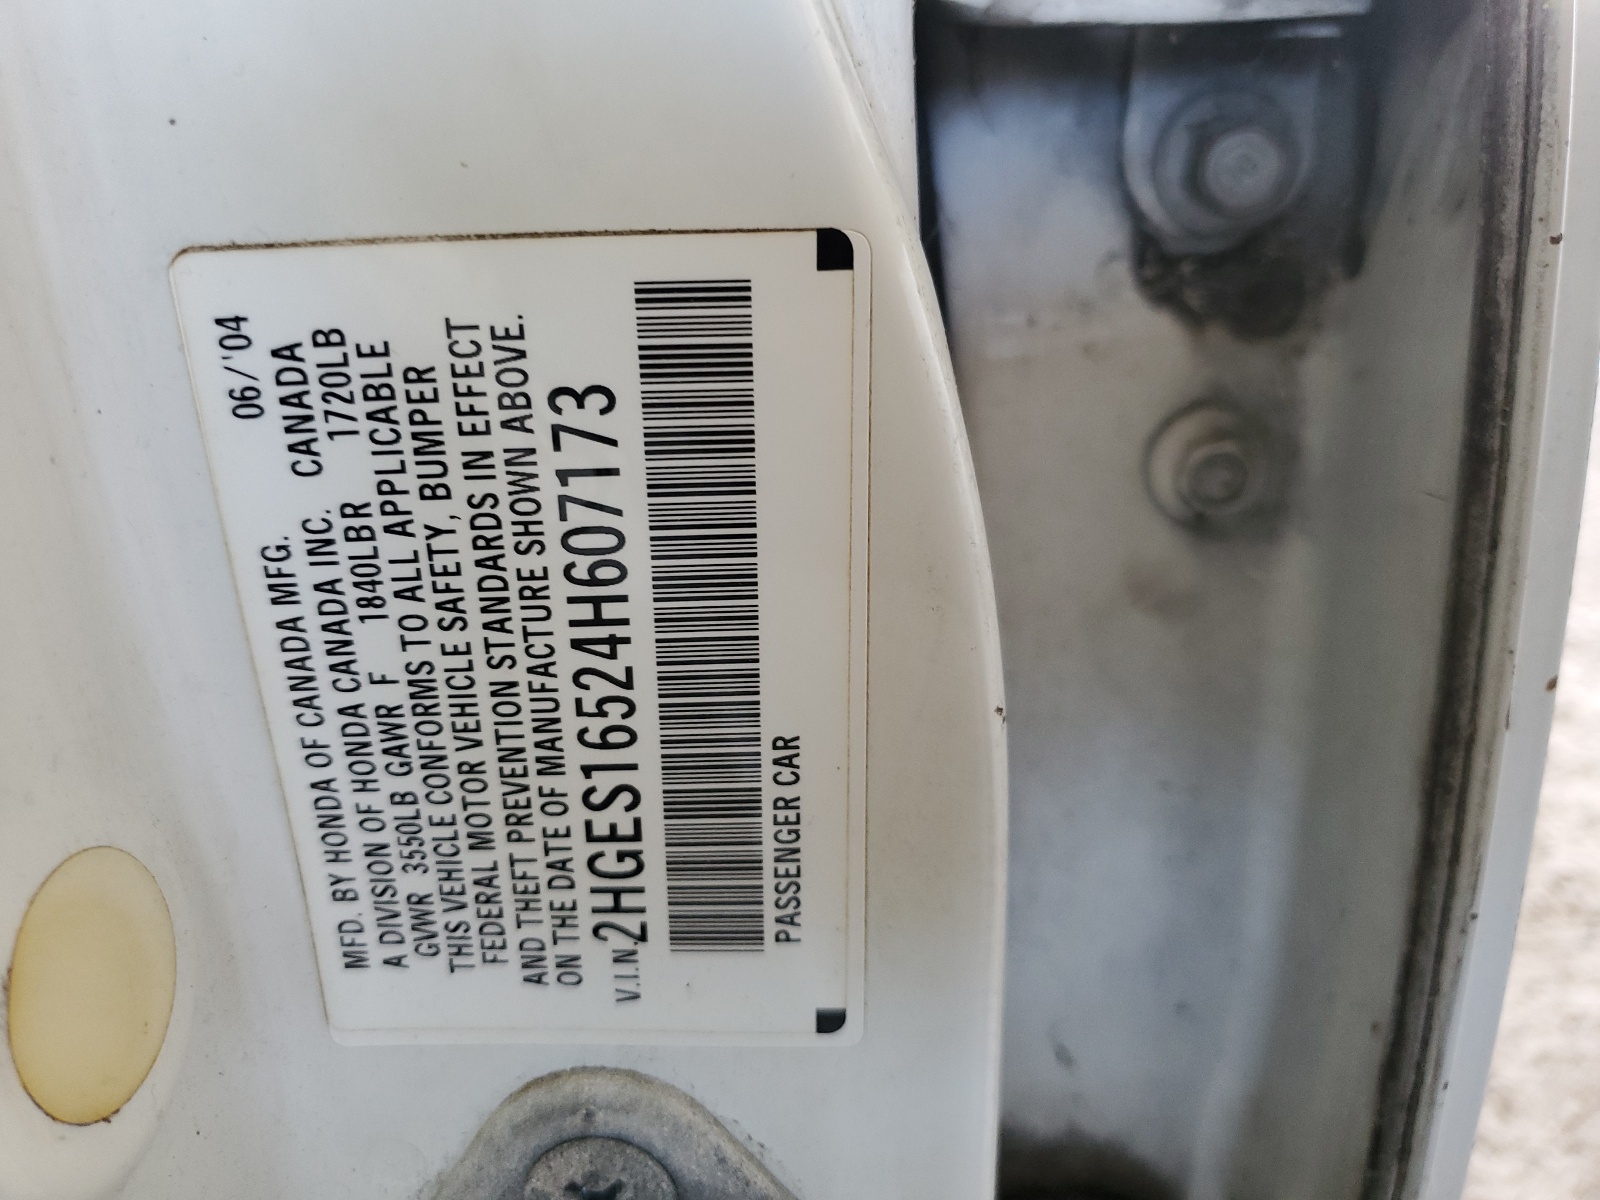 06/'04
MFD. BY HONDA OF CANADA MFG. CANADA
A DIVISION OF HONDA CANADA INC.
GVWR 3550LB GAWR F 1840LBR 1720LB
THIS VEHICLE CONFORMS TO ALL APPLICABLE
FEDERAL MOTOR VEHICLE SAFETY, BUMPER
AND THEFT PREVENTION STANDARDS IN EFFECT
ON THE DATE OF MANUFACTURE SHOWN ABOVE.
V.I.N. 2HGES16524H607173
PASSENGER CAR